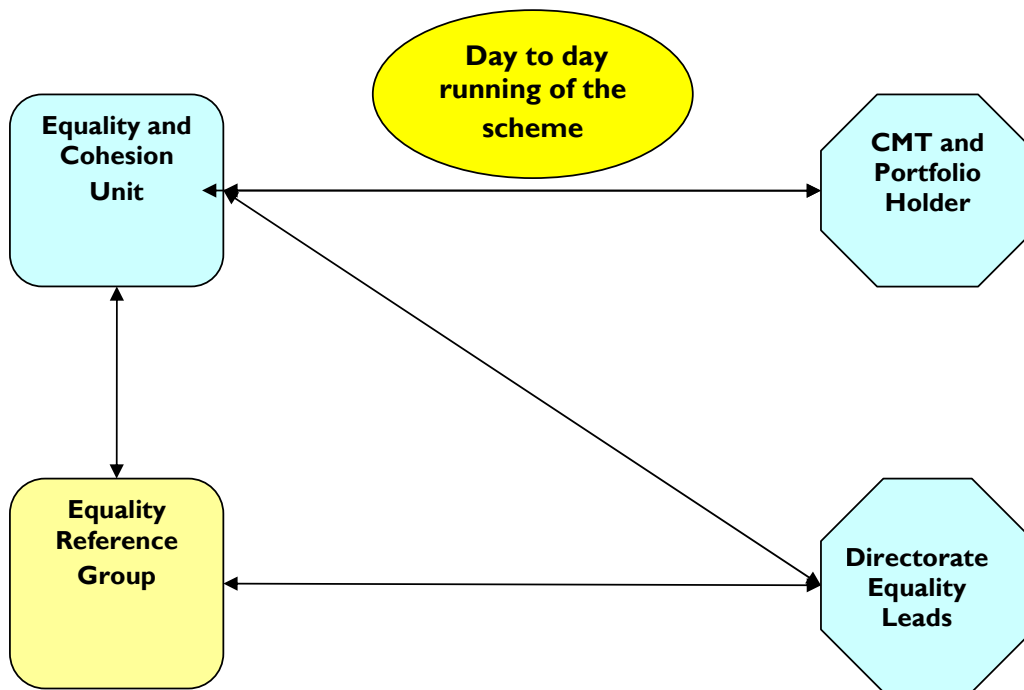 Day to day
running of the
scheme
Equality and
Cohesion
Unit
CMT and
Portfolio
Holder
Equality
Reference
Group
Directorate
Equality
Leads